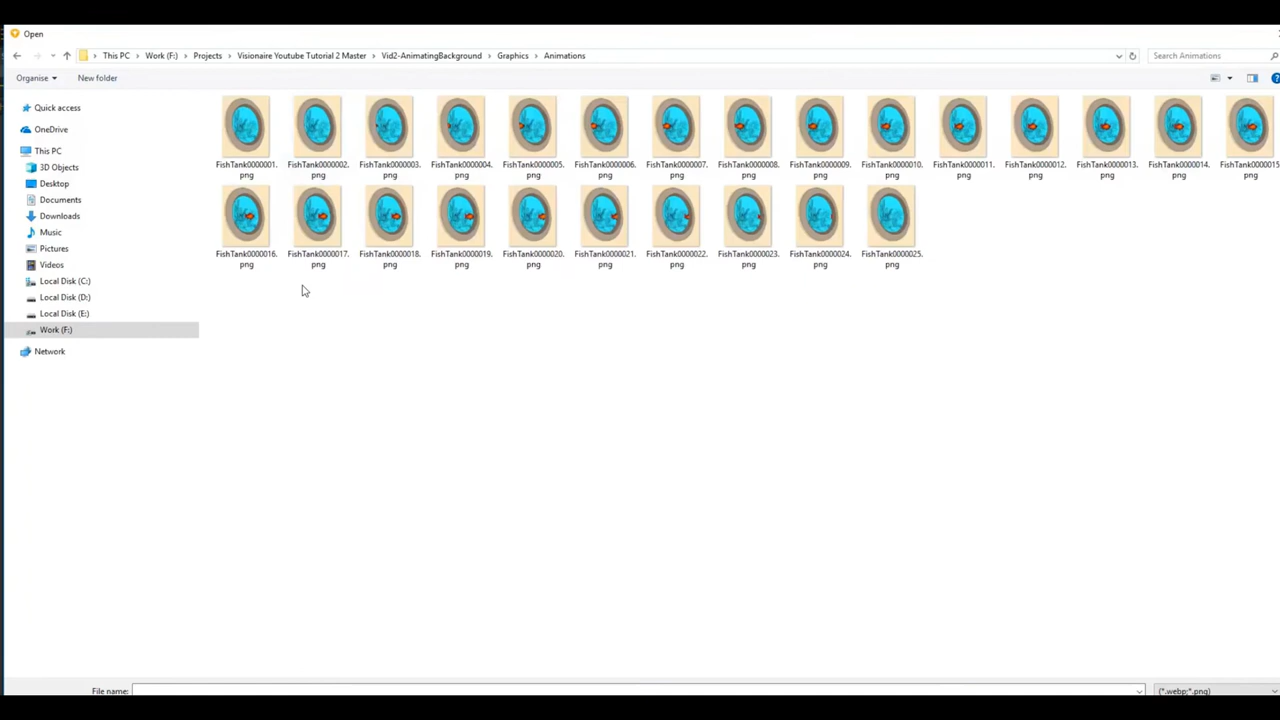 Open
This PC
Work (F:)
Projects
Visionaire Youtube Tutorial 2 Master
Vid2-AnimatingBackground
Graphics
Animations
Search Animations
Organise
New folder
Quick access
OneDrive
This PC
3D Objects
Desktop
Documents
Downloads
Music
Pictures
Videos
Local Disk (C:)
Local Disk (D:)
Local Disk (E:)
Work (F:)
Network
FishTank0000001.
png
FishTank0000002.
png
FishTank0000003.
png
FishTank0000004.
png
FishTank0000005.
png
FishTank0000006.
png
FishTank0000007.
png
FishTank0000008.
png
FishTank0000009.
png
FishTank0000010.
png
FishTank0000011.
png
FishTank0000012.
png
FishTank0000013.
png
FishTank0000014.
png
FishTank0000015
png
FishTank0000016.
png
FishTank0000017.
png
FishTank0000018.
png
FishTank0000019.
png
FishTank0000020.
png
FishTank0000021.
png
FishTank0000022.
png
FishTank0000023.
png
FishTank0000024.
png
FishTank0000025.
png
File name:
(*.webp;*.png)